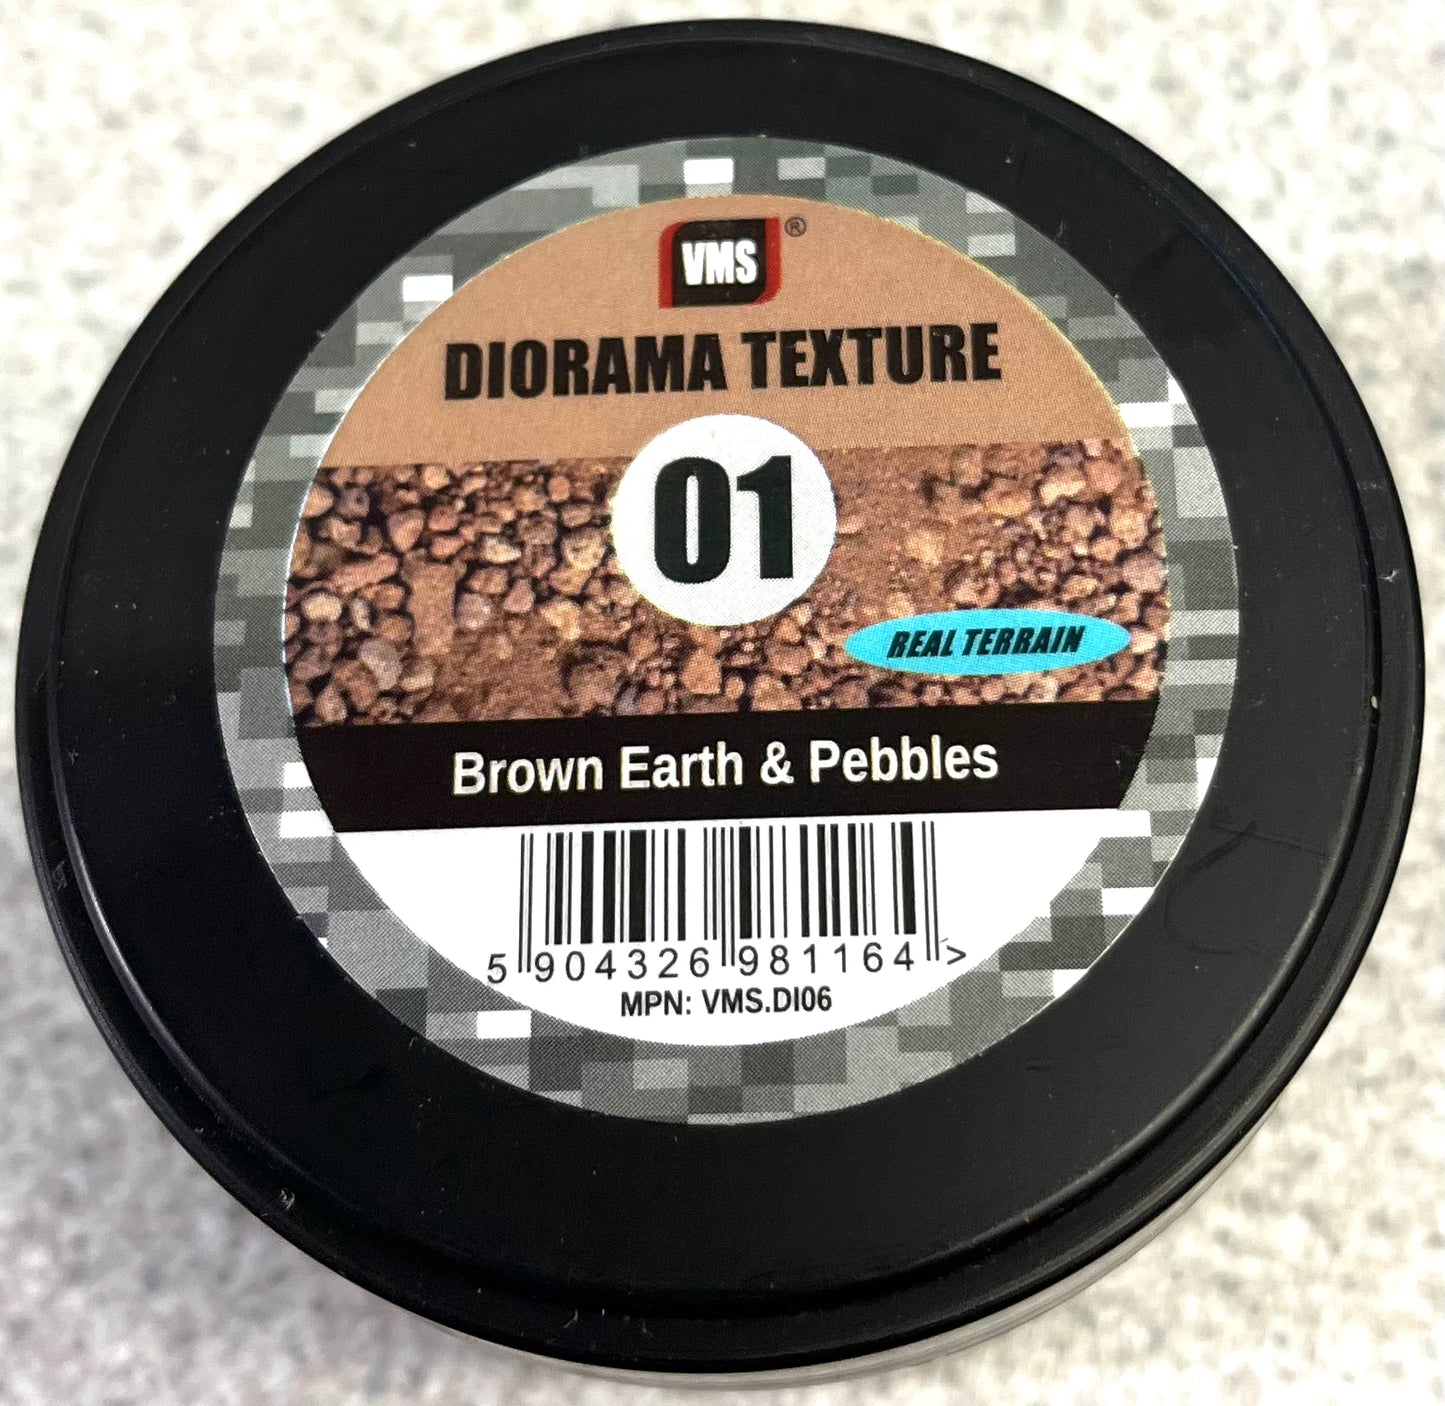 VMS®
DIORAMA TEXTURE
01
REAL TERRAIN
Brown Earth & Pebbles
5 904326 981164 >
MPN: VMS.DI06